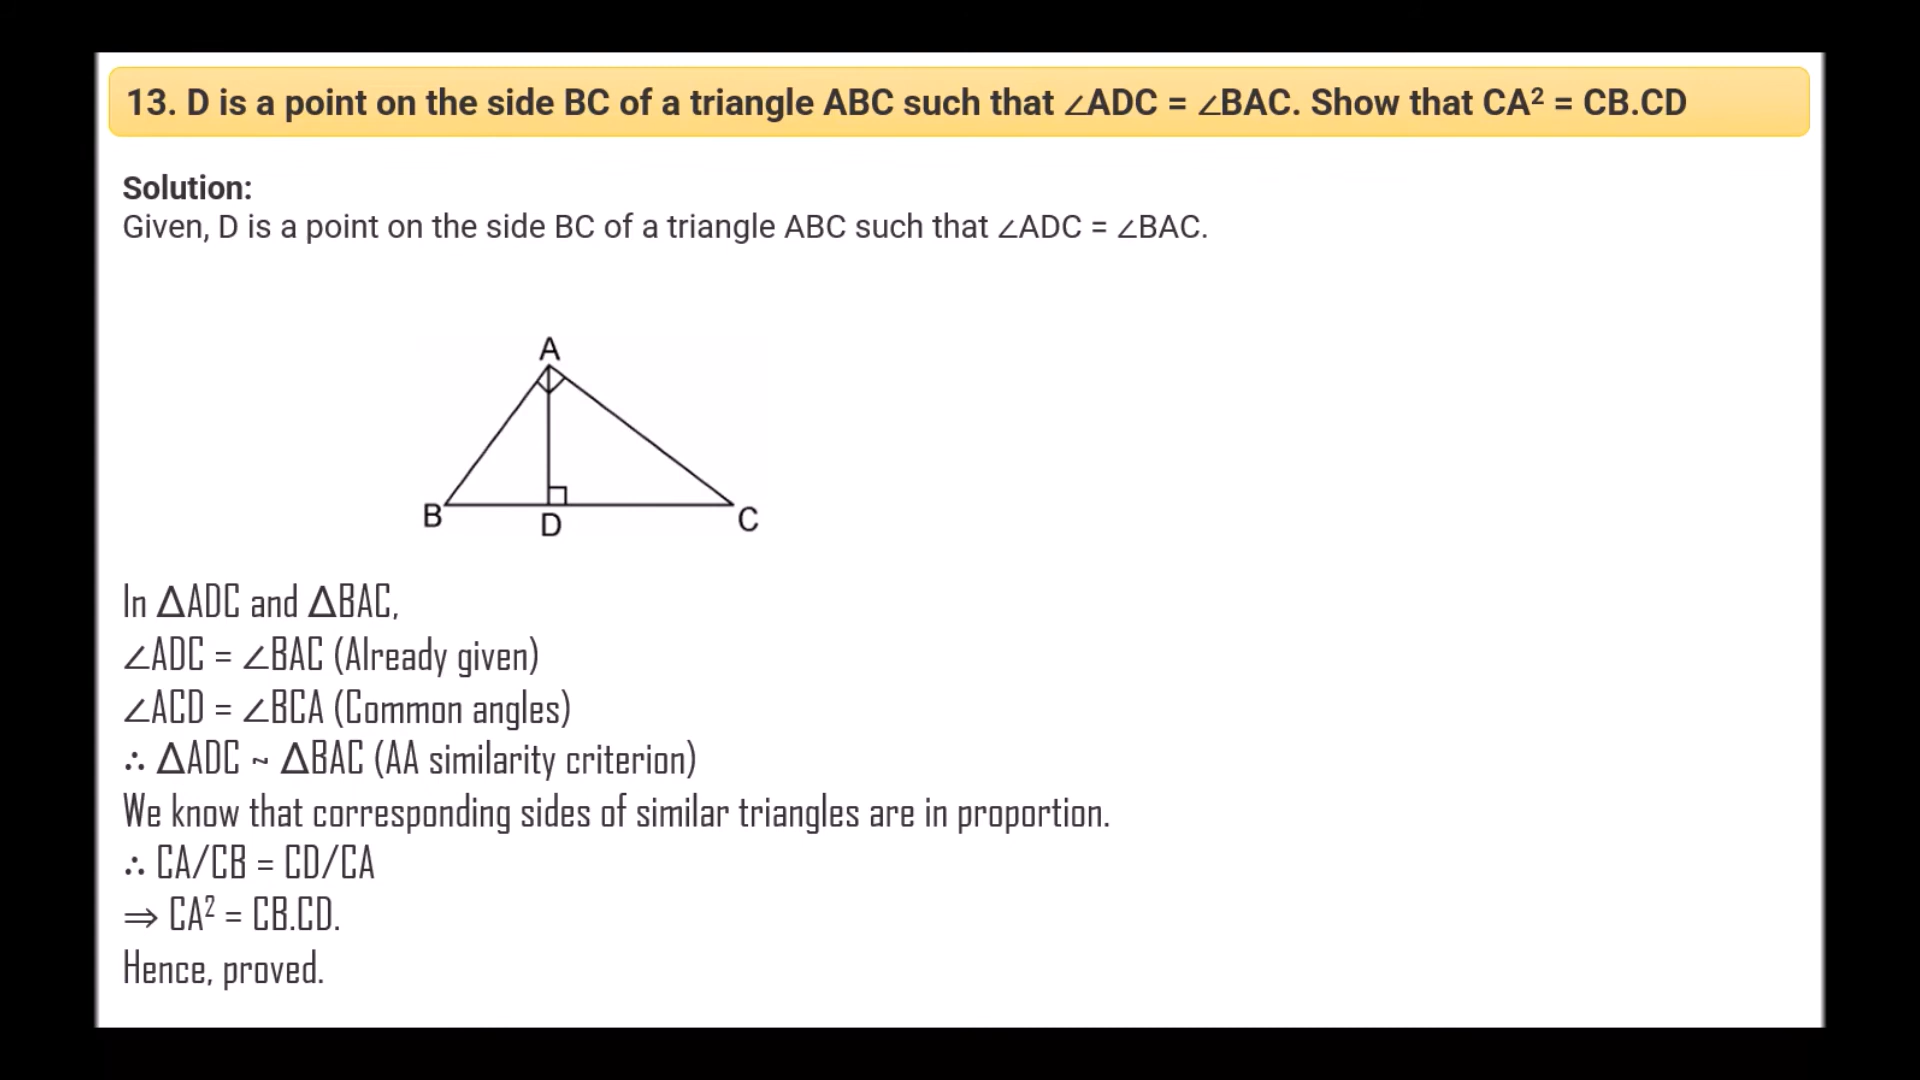 13. D is a point on the side BC of a triangle ABC such that ∠ADC = ∠BAC. Show that CA² = CB.CD
Solution:
Given, D is a point on the side BC of a triangle ABC such that ∠ADC = ∠BAC.
A
B
D
C
In ΔADC and ΔBAC,
∠ADC = ∠BAC (Already given)
∠ACD = ∠BCA (Common angles)
∴ ΔADC ~ ΔBAC (AA similarity criterion)
We know that corresponding sides of similar triangles are in proportion.
∴ CA/CB = CD/CA
⇒ CA² = CB.CD.
Hence, proved.